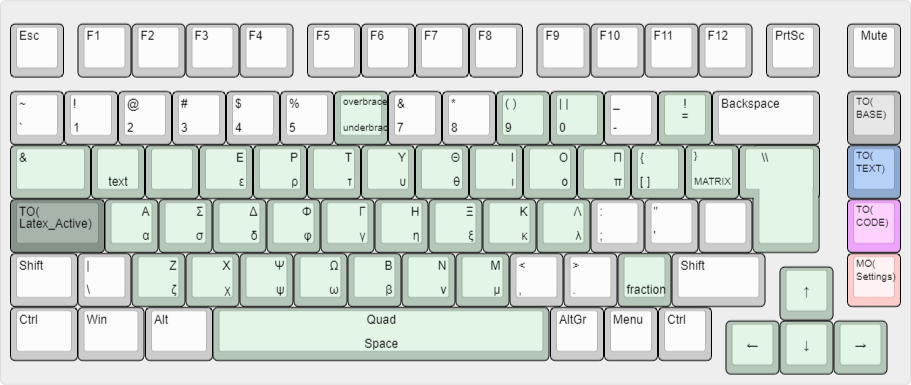 Esc F1 F2 F3 F4 F5 F6 F7 F8 F9 F10 F11 F12 PrtSc Mute
~ ! @ # $ % overbrace & * ( ) | | _ ! Backspace TO(
BASE)
` 1 2 3 4 5 underbrac 7 8 9 0 - =
& E P T Y Θ I O Π { } \\ TO(
TEXT)
text ε ρ τ υ θ ι ο π [ ] MATRIX
TO( Α Σ Δ Φ Γ Η Ξ Κ Λ : " TO(
Latex_Active) α σ δ φ γ η ξ κ λ ; ' CODE)
Shift | Ζ Χ Ψ Ω Β Ν Μ < > Shift MO(
Settings)
\ ζ χ ψ ω β ν μ , . fraction
↑
Ctrl Win Alt Quad AltGr Menu Ctrl
Space
← ↓ →